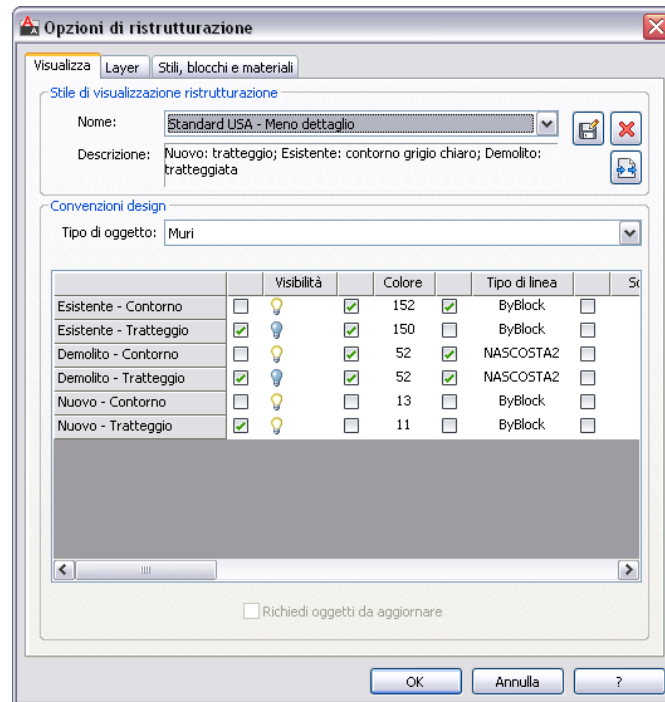 Opzioni di ristrutturazione
Visualizza Layer Stili, blocchi e materiali
Stile di visualizzazione ristrutturazione
Nome: Standard USA - Meno dettaglio
Descrizione: Nuovo: tratteggio; Esistente: contorno grigio chiaro; Demolito:
tratteggiata
Convenzioni design
Tipo di oggetto: Muri
Visibilità Colore Tipo di linea
Esistente - Contorno 152 ByBlock
Esistente - Tratteggio 150 ByBlock
Demolito - Contorno 52 NASCOSTA2
Demolito - Tratteggio 52 NASCOSTA2
Nuovo - Contorno 13 ByBlock
Nuovo - Tratteggio 11 ByBlock
Richiedi oggetti da aggiornare
OK Annulla ?